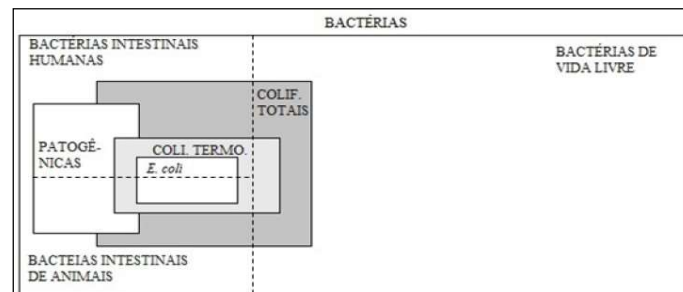 BACTÉRIAS
BACTÉRIAS INTESTINAIS
HUMANAS
BACTÉRIAS DE
VIDA LIVRE
COLIF.
TOTAIS
PATOGÊ-
NICAS
COLI. TERMO.
E. coli
BACTEIAS INTESTINAIS
DE ANIMAIS